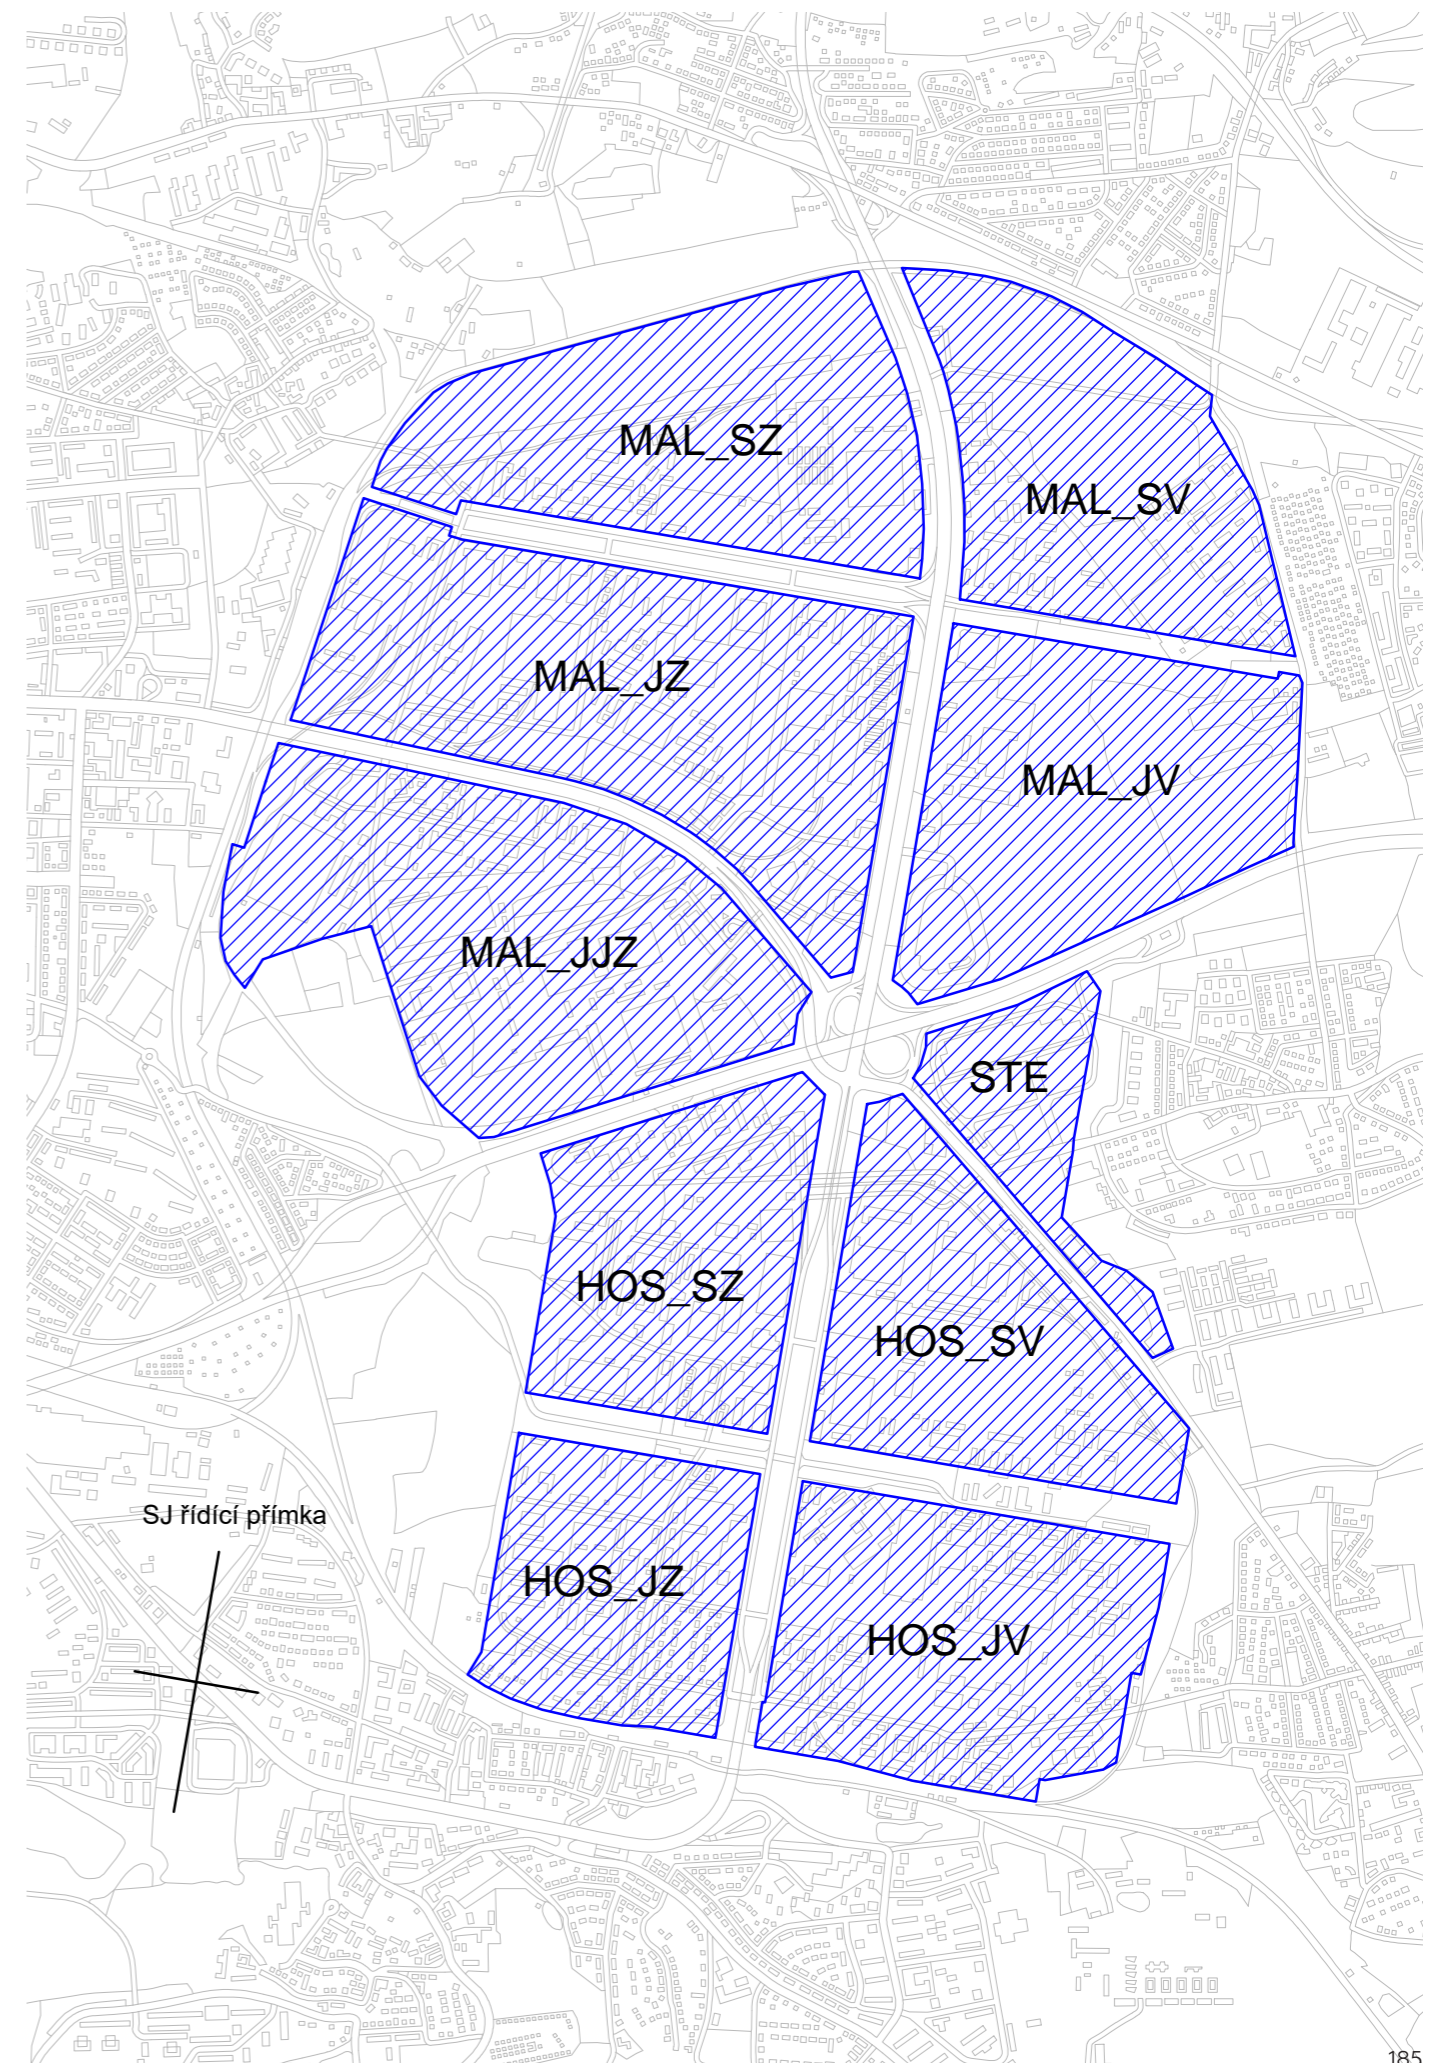 MAL_SZ
MAL_SV
MAL_JZ
MAL_JV
MAL_JJZ
STE
HOS_SZ
HOS_SV
SJ řídící přímka
HOS_JZ
HOS_JV
185